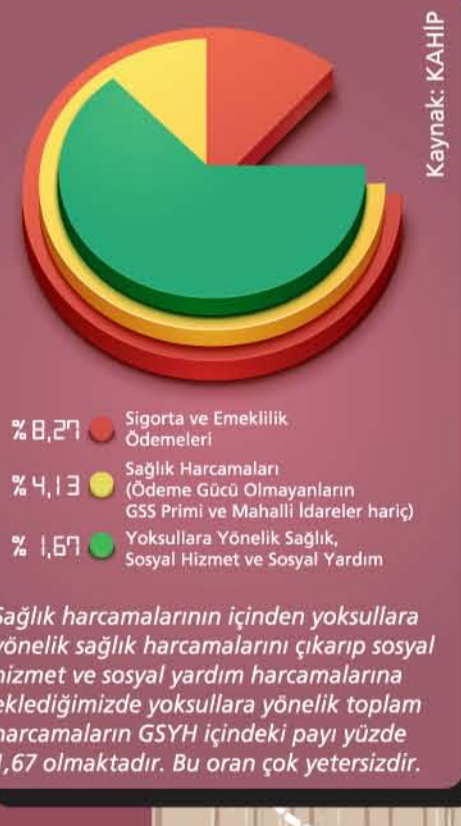 Kaynak: KAHİP
%8,27 Sigorta ve Emeklilik
Ödemeleri
%4,13 Sağlık Harcamaları
(Ödeme Gücü Olmayanların
GSS Primi ve Mahalli İdareler hariç)
% 1,67 Yoksullara Yönelik Sağlık,
Sosyal Hizmet ve Sosyal Yardım
Sağlık harcamalarının içinden yoksullara
yönelik sağlık harcamalarını çıkarıp sosyal
hizmet ve sosyal yardım harcamalarına
eklediğimizde yoksullara yönelik toplam
harcamaların GSYH içindeki payı yüzde
1,67 olmaktadır. Bu oran çok yetersizdir.